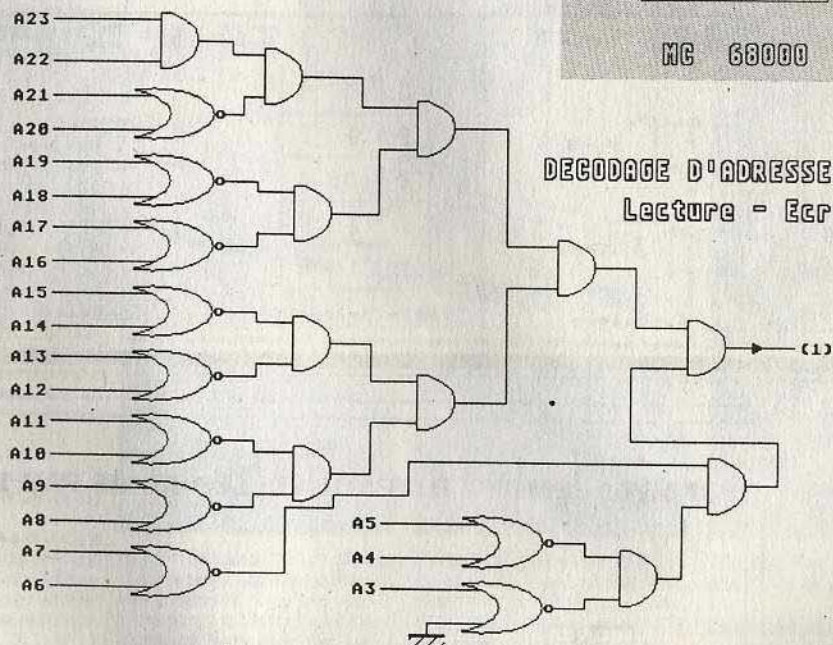 A23
A22
A21
A20
A19
A18
A17
A16
A15
A14
A13
A12
A11
A10
A9
A8
A7
A6
A5
A4
A3
MC 68000
DECODAGE D'ADRESSE
Lecture - Ecr
(1)